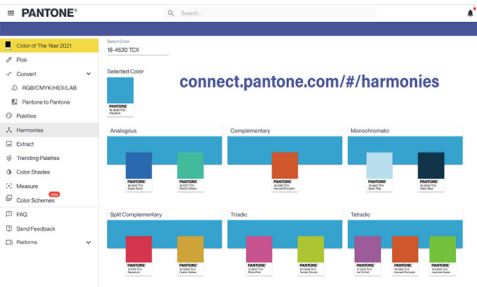 PANTONE®
Search...
Color of The Year 2021
Pick
Convert
RGB/CMYK/HEX/LAB
Pantone to Pantone
Palettes
Harmonies
Extract
Trending Palettes
Color Shades
Measure
Color Schemes
FAQ
Send Feedback
Platforms
Select Color
16-4530 TCX
Selected Color
connect.pantone.com/#/harmonies
PANTONE
Analogous
Complementary
Monochromatic
PANTONE
PANTONE
PANTONE
PANTONE
PANTONE
Split Complementary
Triadic
Tetradic
PANTONE
PANTONE
PANTONE
PANTONE
PANTONE
PANTONE
PANTONE